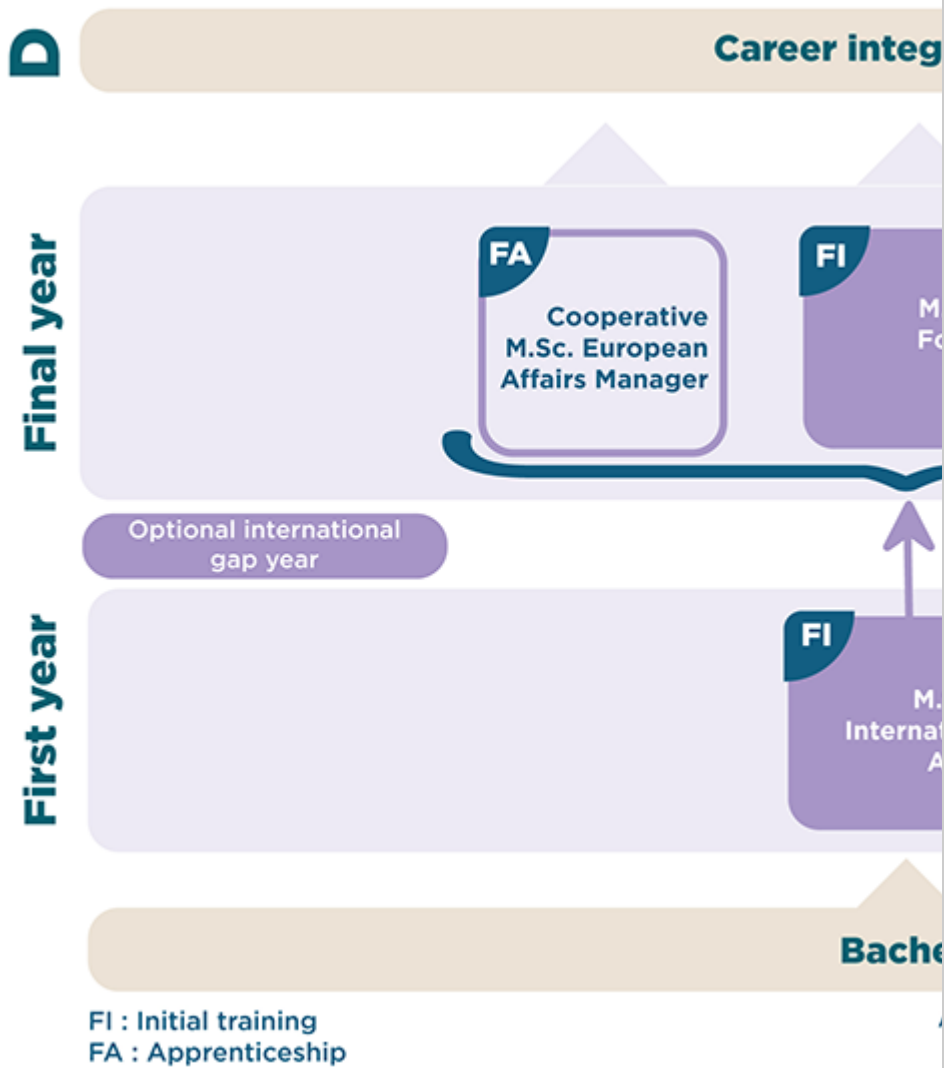 D
Career integ
Final year
FA
Cooperative
M.Sc. European
Affairs Manager
FI
M
Fo
Optional international
gap year
First year
FI
M.
Internat
A
Bache
FI : Initial training
FA : Apprenticeship